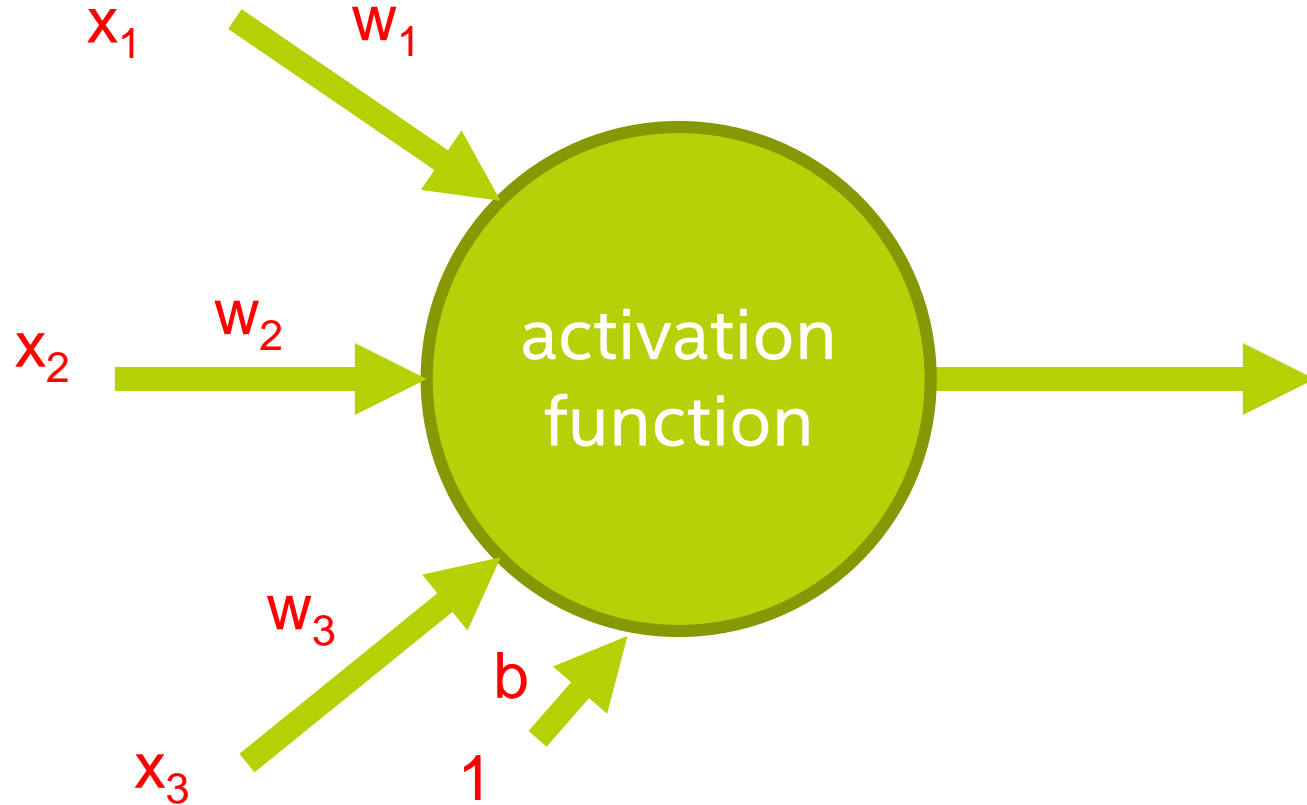 x₁
w₁
w₂
x₂
activation
function
w₃
b
x₃
1